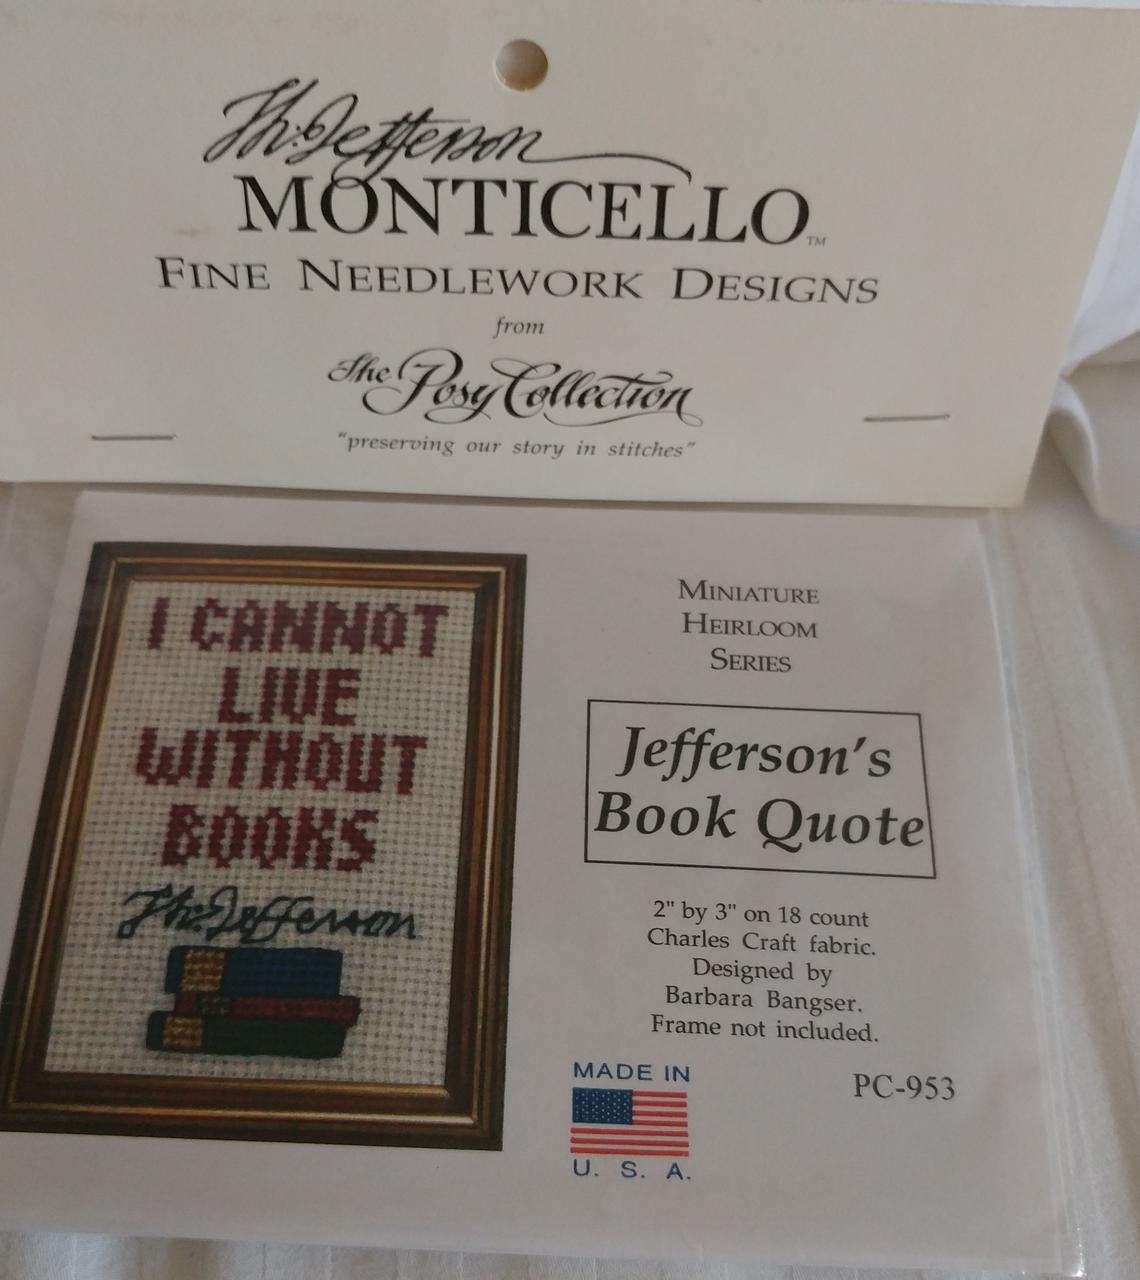 Th: Jefferson
MONTICELLO™
FINE NEEDLEWORK DESIGNS
from
The Posy Collection
"preserving our story in stitches"
I CANNOT
LIVE
WITHOUT
BOOKS
Th: Jefferson
MINIATURE
HEIRLOOM
SERIES
Jefferson's
Book Quote
2" by 3" on 18 count
Charles Craft fabric.
Designed by
Barbara Bangser.
Frame not included.
MADE IN
U. S. A.
PC-953